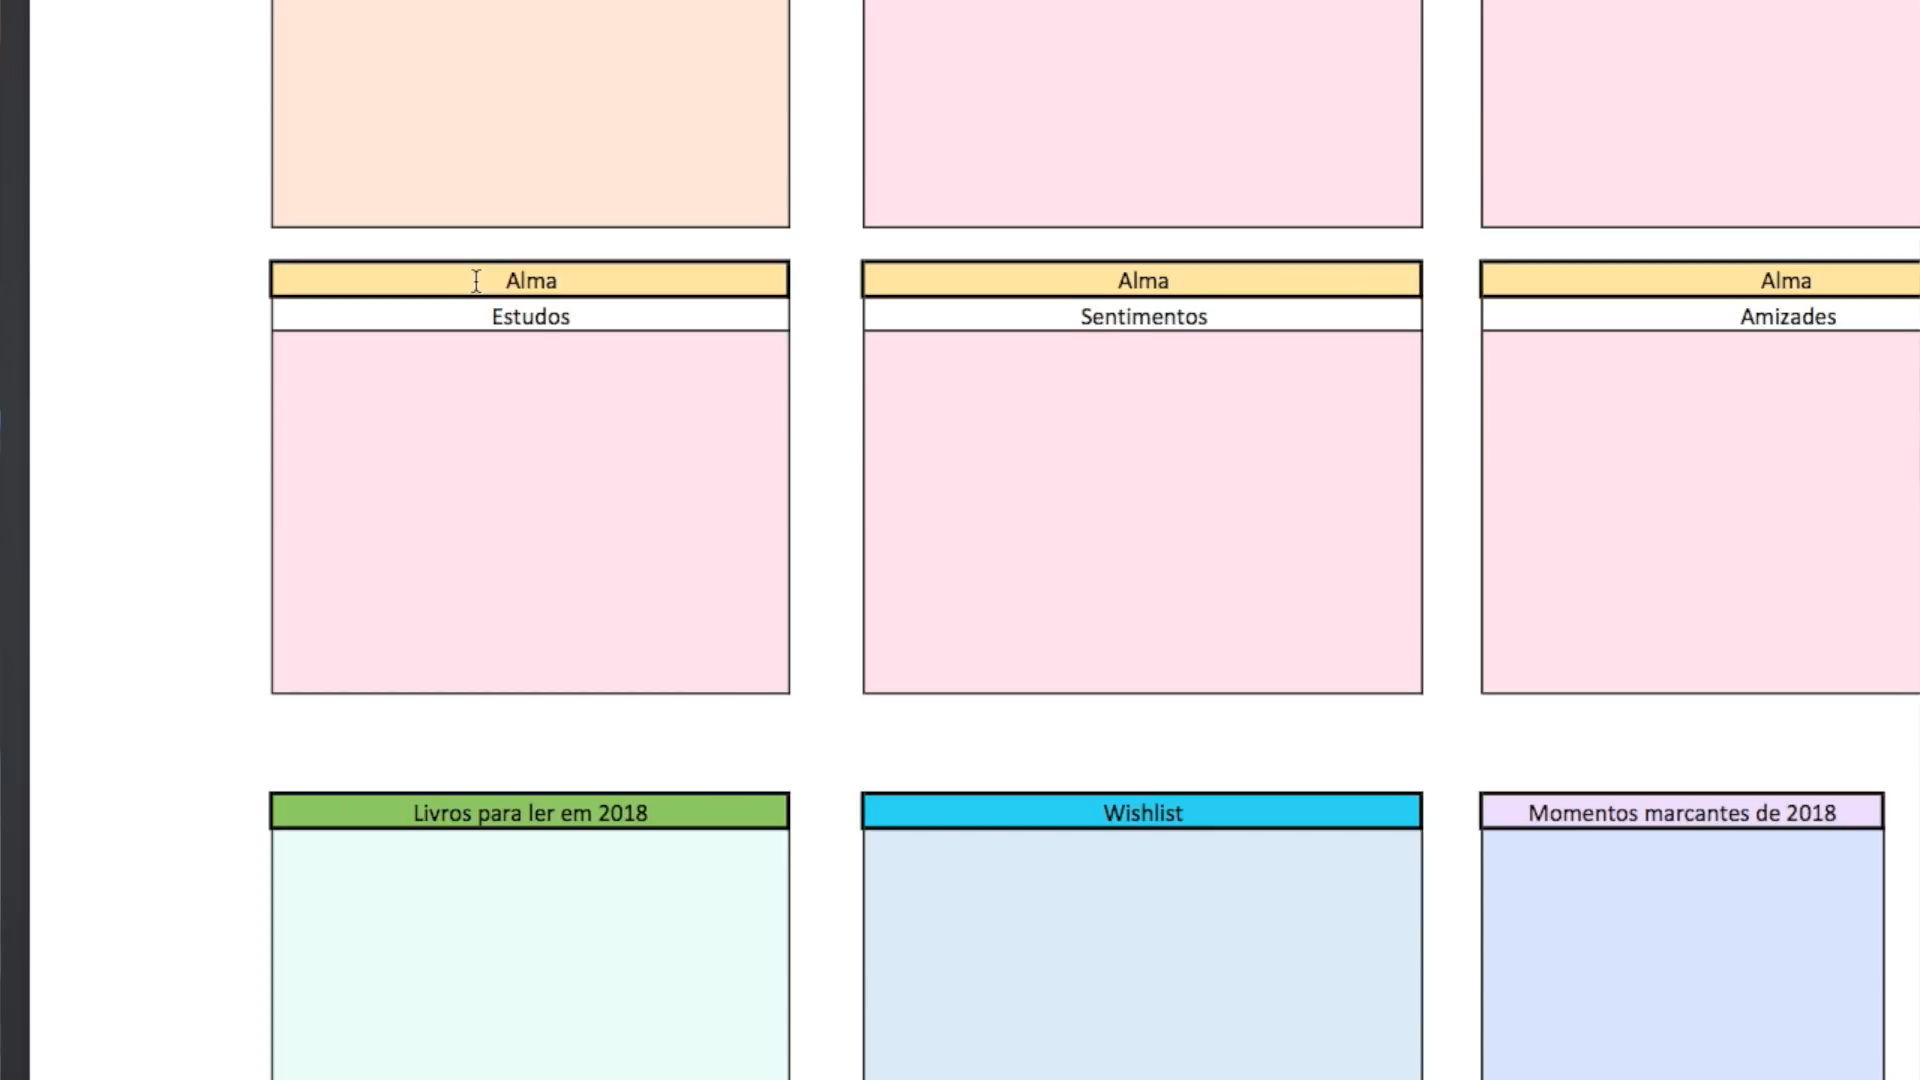 Alma
Estudos
Alma
Sentimentos
Alma
Amizades
Livros para ler em 2018
Wishlist
Momentos marcantes de 2018